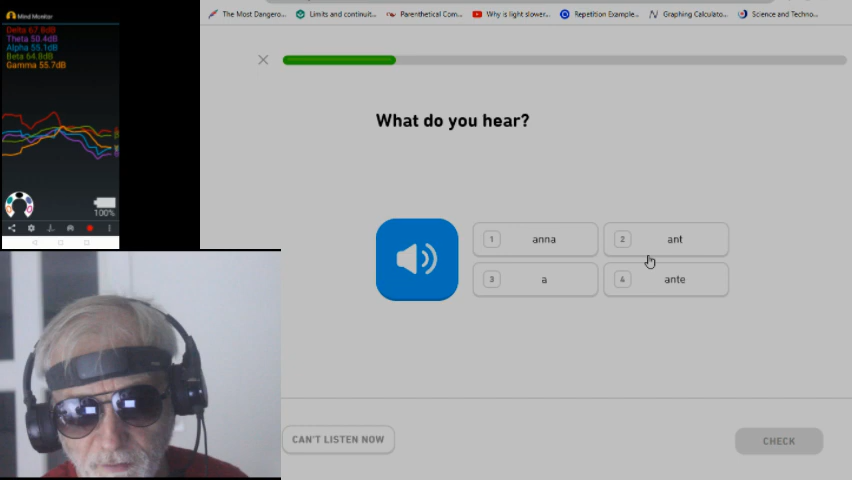 Mind Monitor
Delta 67.8dB
Theta 50.4dB
Alpha 55.1dB
Beta 64.8dB
Gamma 55.7dB
100%
The Most Dangero...
Limits and continuit...
Parenthetical Com...
Why is light slower...
Repetition Example...
Graphing Calculato...
Science and Techno...
What do you hear?
1 anna
2 ant
3 a
4 ante
CAN'T LISTEN NOW
CHECK